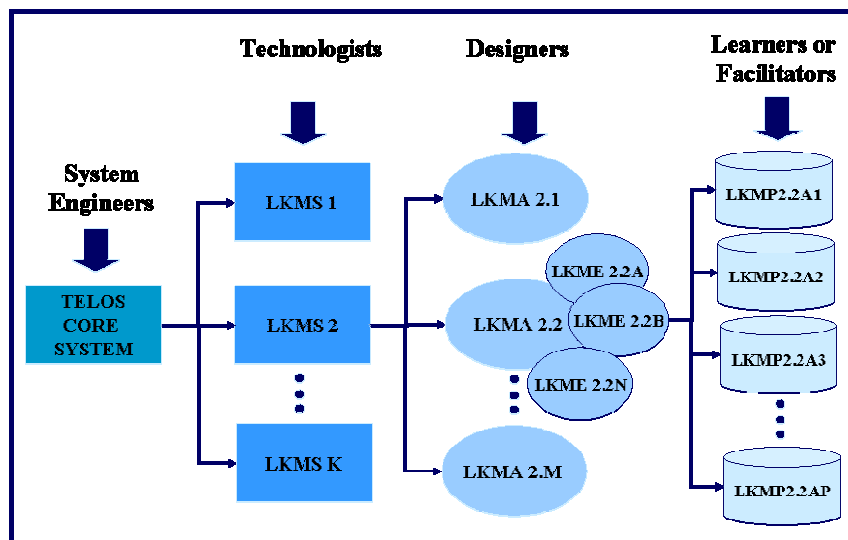 Technologists
Designers
Learners or
Facilitators
System
Engineers
TELOS
CORE
SYSTEM
LKMS 1
LKMS 2
LKMS K
LKMA 2.1
LKMA 2.2
LKMA 2.M
LKME 2.2A
LKME 2.2B
LKME 2.2N
LKMP2.2A1
LKMP2.2A2
LKMP2.2A3
LKMP2.2AP